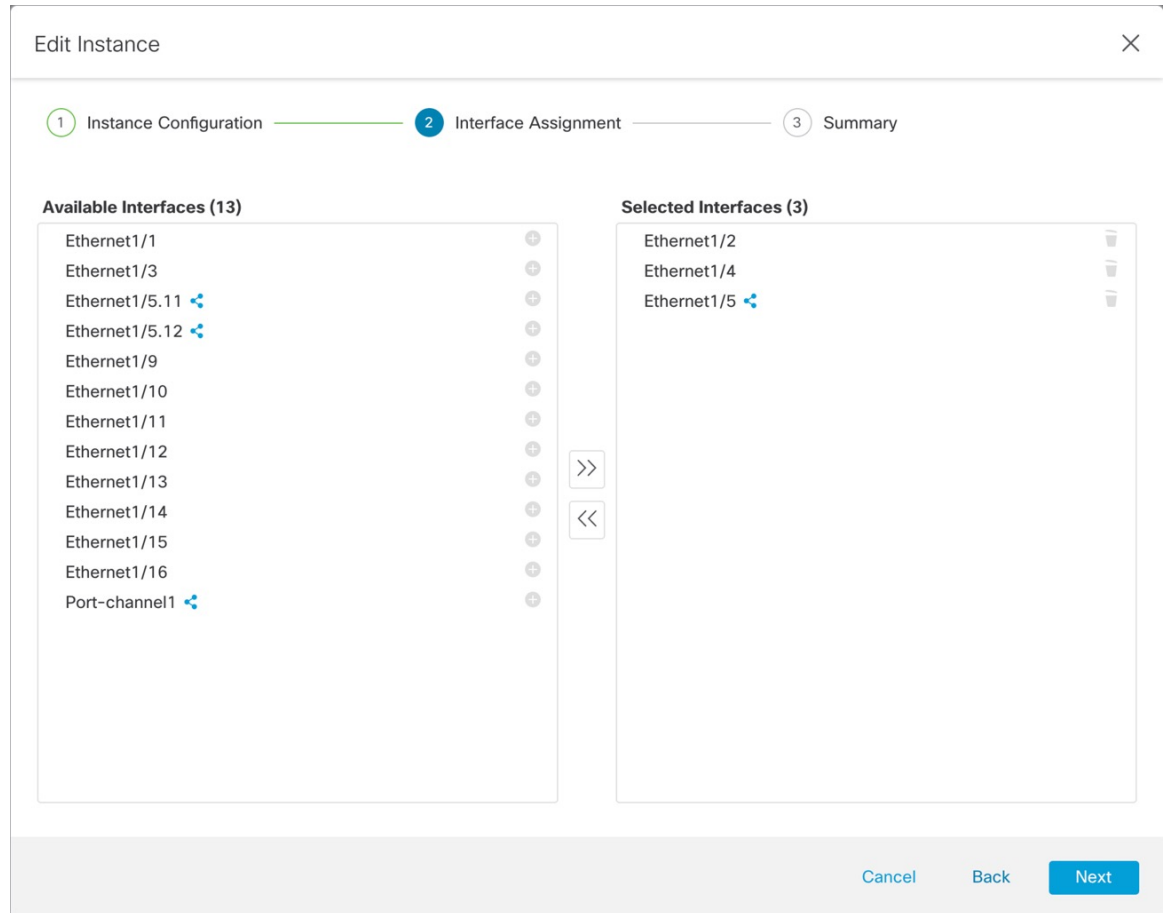 Edit Instance
1 Instance Configuration 2 Interface Assignment 3 Summary
Available Interfaces (13)
Ethernet1/1
Ethernet1/3
Ethernet1/5.11
Ethernet1/5.12
Ethernet1/9
Ethernet1/10
Ethernet1/11
Ethernet1/12
Ethernet1/13
Ethernet1/14
Ethernet1/15
Ethernet1/16
Port-channel1
Selected Interfaces (3)
Ethernet1/2
Ethernet1/4
Ethernet1/5
Cancel Back Next